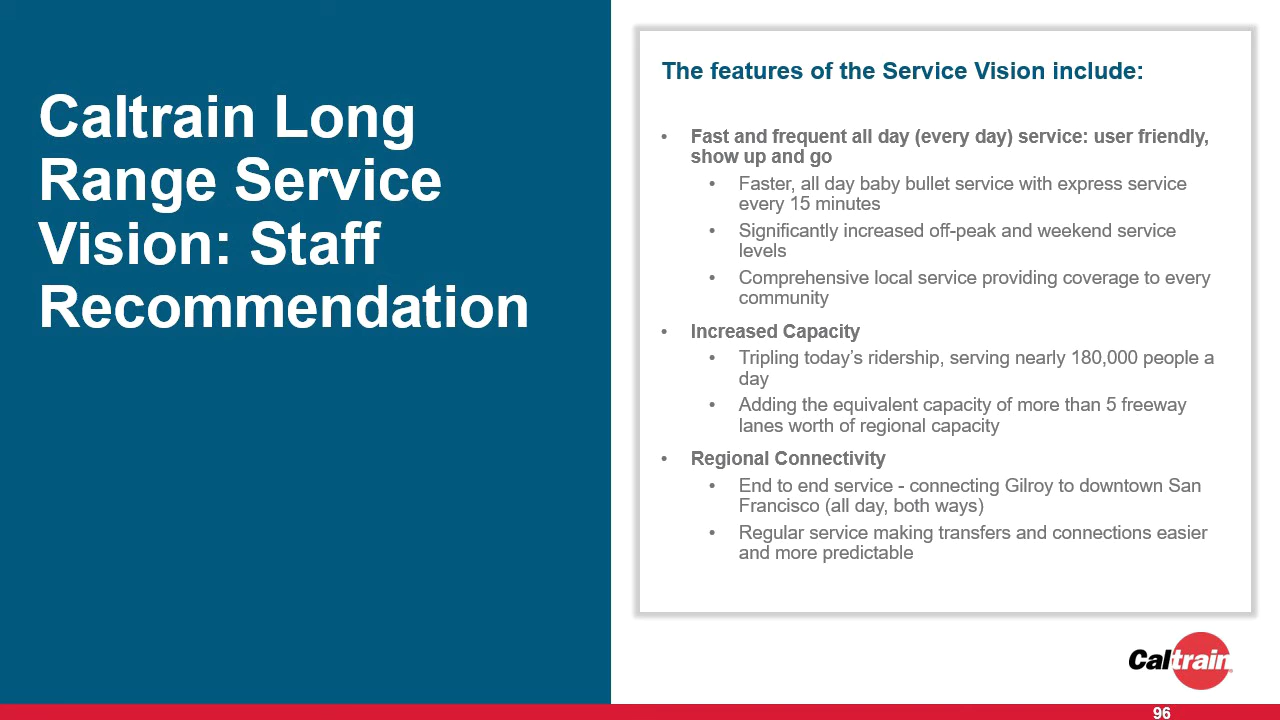 Caltrain Long
Range Service
Vision: Staff
Recommendation
The features of the Service Vision include:
• Fast and frequent all day (every day) service: user friendly,
show up and go
• Faster, all day baby bullet service with express service
every 15 minutes
• Significantly increased off-peak and weekend service
levels
• Comprehensive local service providing coverage to every
community
• Increased Capacity
• Tripling today’s ridership, serving nearly 180,000 people a
day
• Adding the equivalent capacity of more than 5 freeway
lanes worth of regional capacity
• Regional Connectivity
• End to end service - connecting Gilroy to downtown San
Francisco (all day, both ways)
• Regular service making transfers and connections easier
and more predictable
Caltrain
96